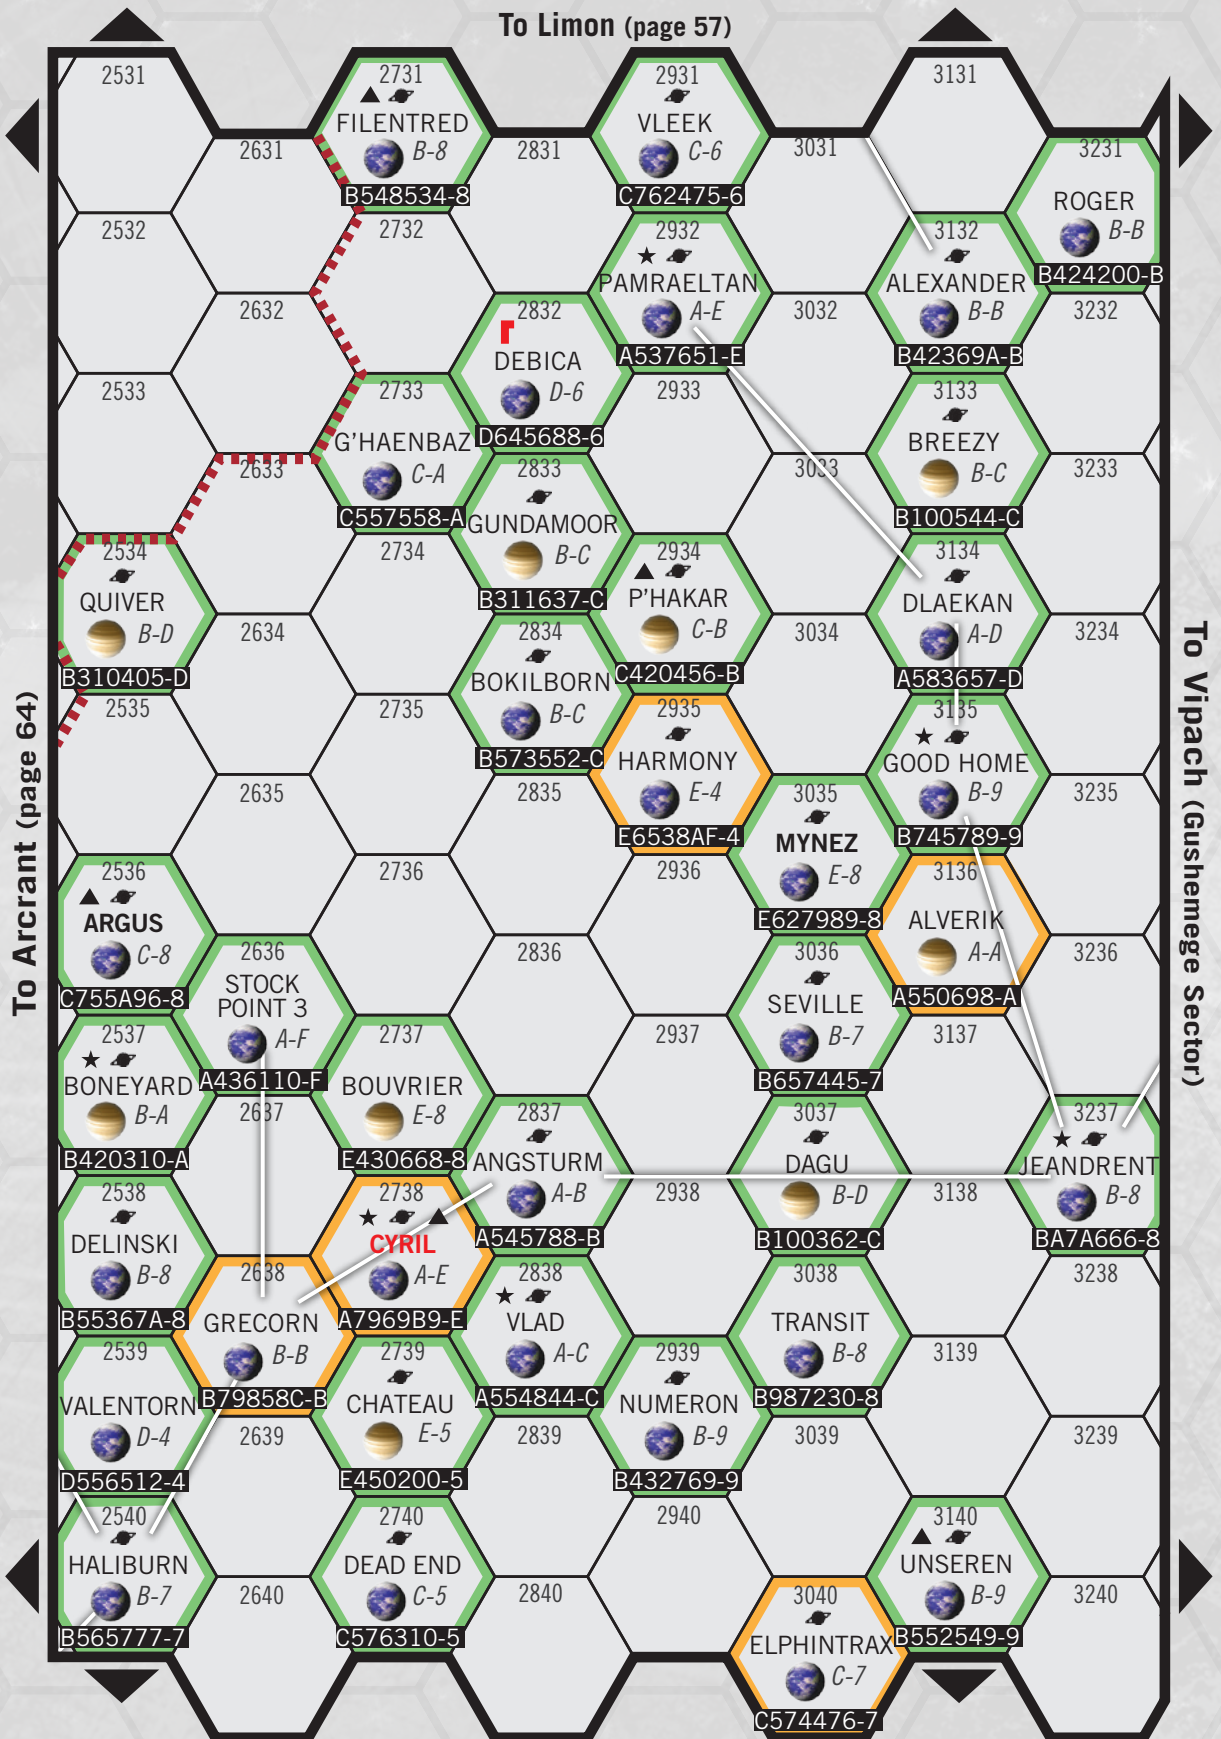 To Limon (page 57)
2531
2731
FILENTRED
B-8
B548534-8
2931
VLEEK
C-6
C762475-6
3131
2631
2831
3031
3231
ROGER
B-B
B424200-B
2532
2732
2932
PAMRAELTAN
A-E
A537651-E
3132
ALEXANDER
B-B
B42369A-B
2632
2832
DEBICA
D-6
D645688-6
3032
3232
2533
2733
G'HAENBAZ
C-A
C557558-A
2933
3133
BREEZY
B-C
B100544-C
2633
2833
GUNDAMOOR
B-C
B311637-C
3033
3233
2534
QUIVER
B-D
B310405-D
2734
2934
P'HAKAR
C-B
C420456-B
3134
DLAEKAN
A-D
A583657-D
2634
2834
BOKILBORN
B-C
B573552-C
3034
3234
2535
2735
2935
HARMONY
E-4
E6538AF-4
3135
GOOD HOME
B-9
B745789-9
2635
2835
3035
MYNEZ
E-8
E627989-8
3235
2536
ARGUS
C-8
C755A96-8
2736
2936
3136
ALVERIK
A-A
A550698-A
2636
STOCK
POINT 3
A-F
A436110-F
2836
3036
SEVILLE
B-7
B657445-7
3236
2537
BONEYARD
B-A
B420310-A
2737
BOUVRIER
E-8
E430668-8
2937
3137
2637
2837
ANGSTURM
A-B
A545788-B
3037
DAGU
B-D
B100362-C
3237
JEANDRENT
B-8
BA7A666-8
2538
DELINSKI
B-8
B55367A-8
2738
CYRIL
A-E
A7969B9-E
2938
3138
2638
GRECORN
B-B
B79858C-B
2838
VLAD
A-C
A554844-C
3038
TRANSIT
B-8
B987230-8
3238
2539
VALENTORN
D-4
D556512-4
2739
CHATEAU
E-5
E450200-5
2939
NUMERON
B-9
B432769-9
3139
2639
2839
3039
3239
2540
HALIBURN
B-7
B565777-7
2740
DEAD END
C-5
C576310-5
2940
3140
UNSEREN
B-9
B552549-9
2640
2840
3040
ELPHINTRAX
C-7
C574476-7
3240
To Arcrant (page 64)
To Vipach (Gushemege Sector)